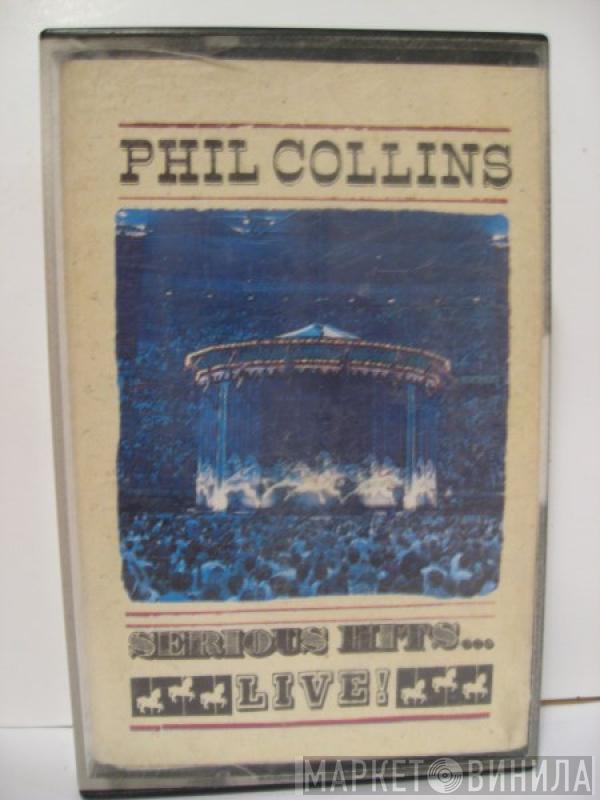 PHIL COLLINS
SERIOUS HITS...
LIVE!
МАРКЕТ ВИНИЛА